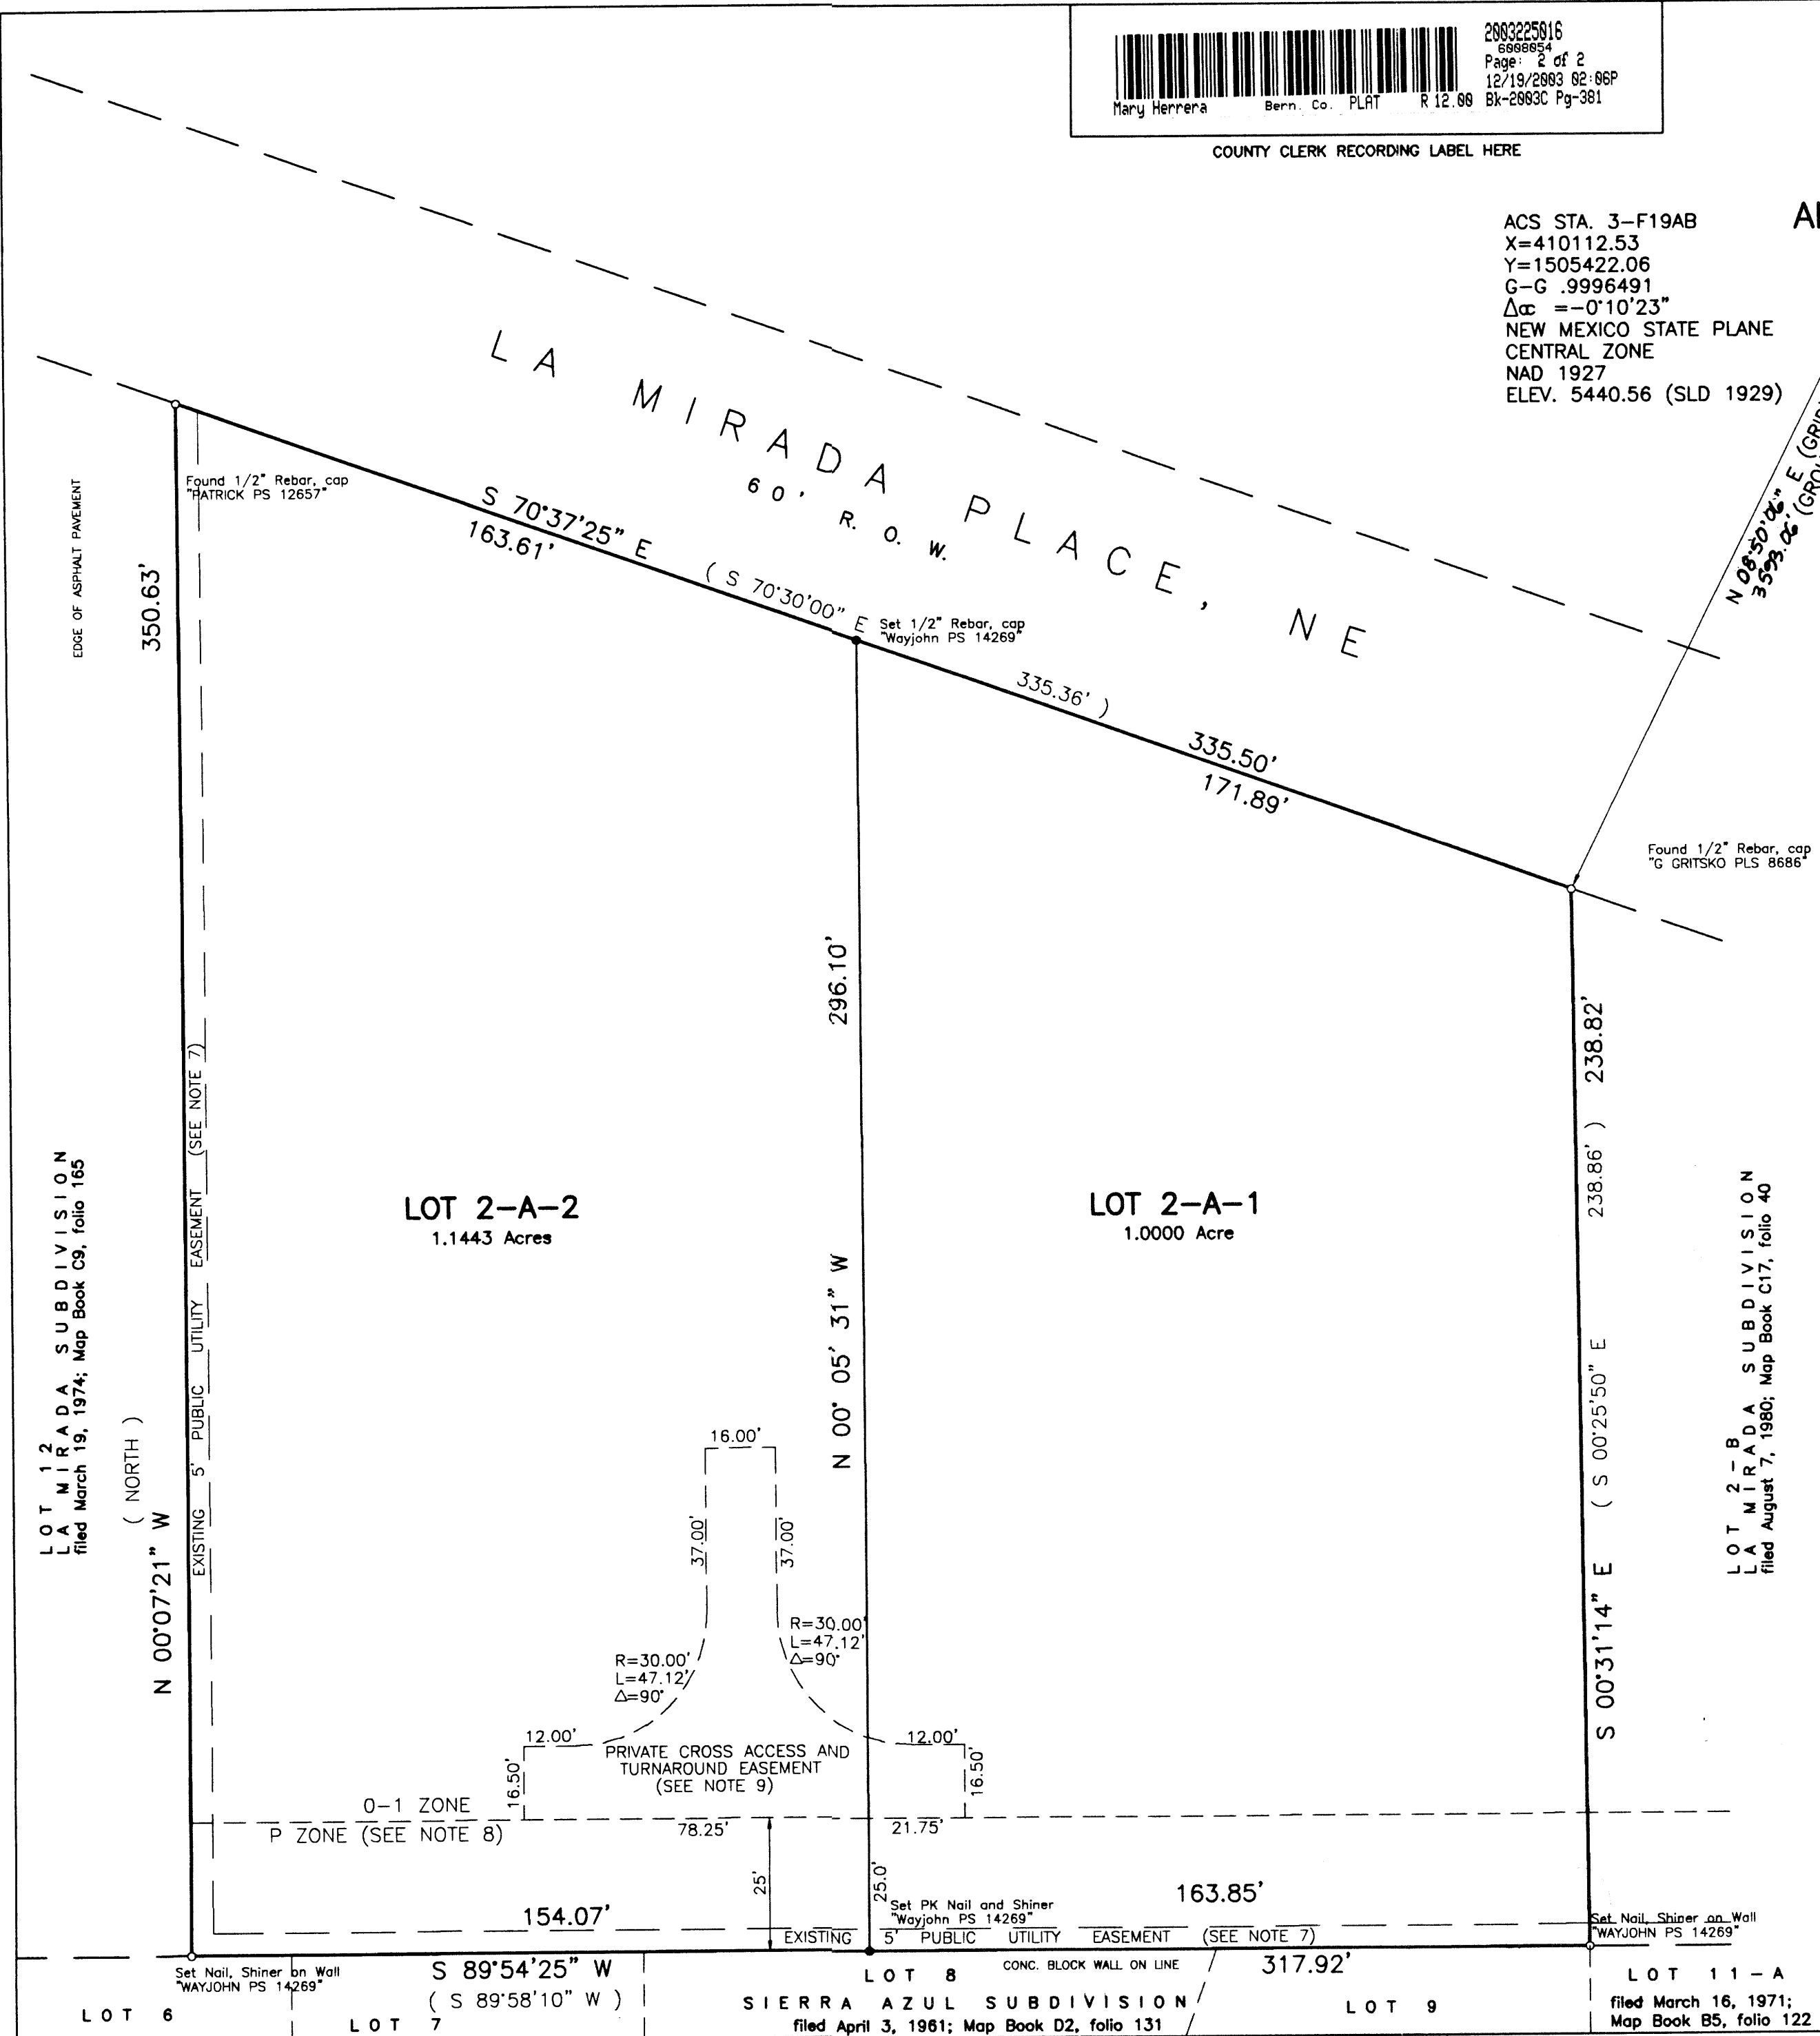 2003225016
6008054
Page: 2 of 2
12/19/2003 02:06P
Mary Herrera Bern. Co. PLAT R 12.00 Bk-2003C Pg-381
COUNTY CLERK RECORDING LABEL HERE
ACS STA. 3-F19AB
X=410112.53
Y=1505422.06
G-G .9996491
Δα =-0°10'23"
NEW MEXICO STATE PLANE
CENTRAL ZONE
NAD 1927
ELEV. 5440.56 (SLD 1929)
N 08°50'06" E
3593.06'
LA MIRADA PLACE, NE
60' R.O.W.
Found 1/2" Rebar, cap
"PATRICK PS 12657"
S 70°37'25" E
163.61'
( S 70°30'00" E
335.36' )
Set 1/2" Rebar, cap
"Wayjohn PS 14269"
335.50'
171.89'
Found 1/2" Rebar, cap
"G GRITSKO PLS 8686"
EDGE OF ASPHALT PAVEMENT
350.63'
296.10'
238.82'
238.86' )
EXISTING 5' PUBLIC UTILITY EASEMENT (SEE NOTE 7)
LOT 12
LA MIRADA SUBDIVISION
filed March 19, 1974; Map Book C9, folio 165
( NORTH )
N 00°07'21" W
LOT 2-A-2
1.1443 Acres
N 00° 05' 31" W
LOT 2-A-1
1.0000 Acre
( S 00°25'50" E
S 00°31'14" E
LOT 2-B
LA MIRADA SUBDIVISION
filed August 7, 1980; Map Book C17, folio 40
16.00'
37.00'
37.00'
R=30.00'
L=47.12'
Δ=90°
R=30.00'
L=47.12'
Δ=90°
12.00'
12.00'
PRIVATE CROSS ACCESS AND
TURNAROUND EASEMENT
(SEE NOTE 9)
16.50'
16.50'
O-1 ZONE
P ZONE (SEE NOTE 8)
78.25'
21.75'
25'
25.0'
Set PK Nail and Shiner
"Wayjohn PS 14269"
163.85'
154.07'
EXISTING 5' PUBLIC UTILITY EASEMENT (SEE NOTE 7)
Set Nail, Shiner on Wall
"WAYJOHN PS 14269"
Set Nail, Shiner on Wall
"WAYJOHN PS 14269"
S 89°54'25" W
( S 89°58'10" W )
CONC. BLOCK WALL ON LINE
317.92'
LOT 6
LOT 7
LOT 8
SIERRA AZUL SUBDIVISION
filed April 3, 1961; Map Book D2, folio 131
LOT 9
LOT 11-A
filed March 16, 1971;
Map Book B5, folio 122